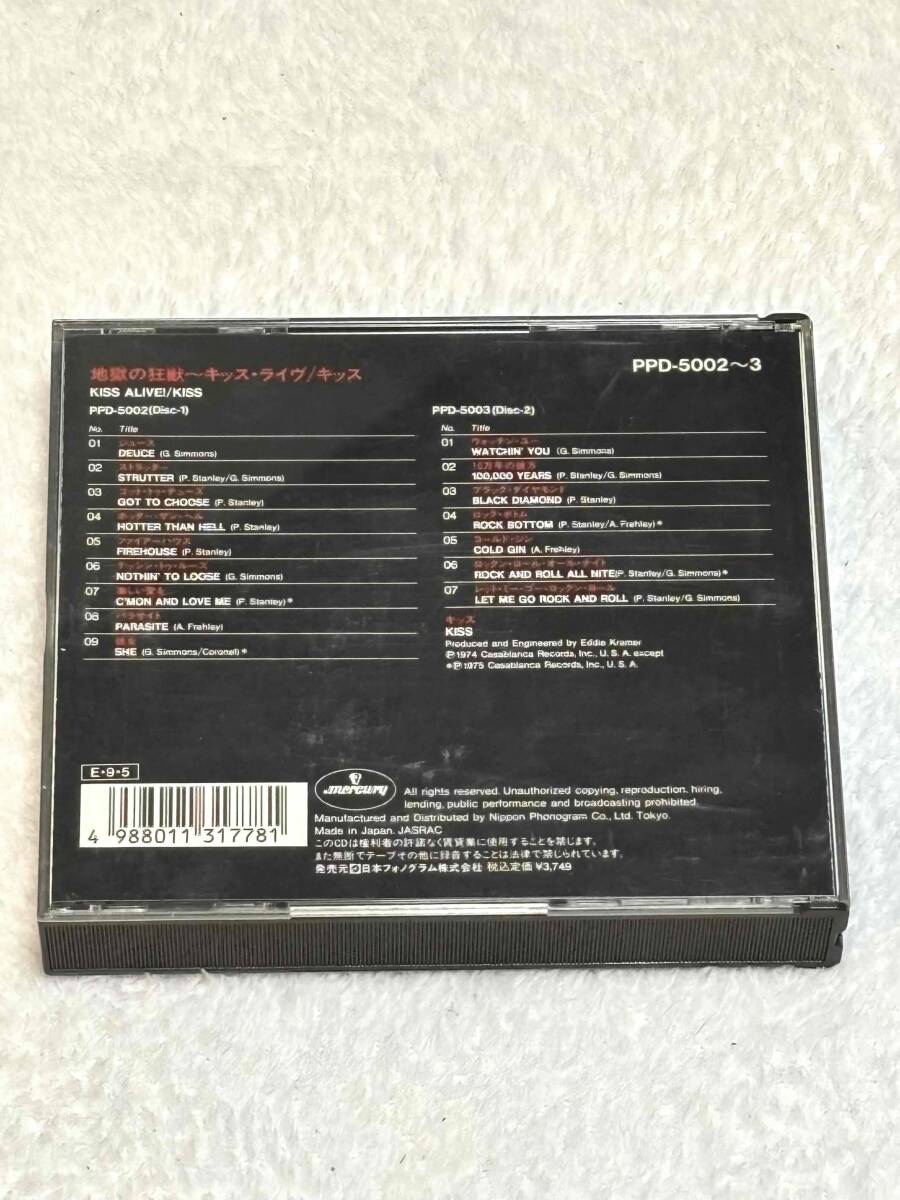 地獄の狂獣~キッス・ライヴ/キッス
KISS ALIVE!/KISS
PPD-5002~3
PPD-5002(Disc-1)
No. Title
01 ジュース
DEUCE (G. Simmons)
02 ストラッター
STRUTTER (P. Stanley/G. Simmons)
03 ゴット・トゥ・チューズ
GOT TO CHOOSE (P. Stanley)
04 ホッター・ザン・ヘル
HOTTER THAN HELL (P. Stanley)
05 ファイアーハウス
FIREHOUSE (P. Stanley)
06 ナッシン・トゥ・ルーズ
NOTHIN' TO LOOSE (G. Simmons)
07 激しい愛を
C'MON AND LOVE ME (P. Stanley)*
08 パラサイト
PARASITE (A. Frehley)
09 彼女
SHE (G. Simmons/Coronel)*
PPD-5003(Disc-2)
No. Title
01 ウォッチン・ユー
WATCHIN' YOU (G. Simmons)
02 10万年の彼方
100,000 YEARS (P. Stanley/G. Simmons)
03 ブラック・ダイヤモンド
BLACK DIAMOND (P. Stanley)
04 ロック・ボトム
ROCK BOTTOM (P. Stanley/A. Frehley)*
05 コールド・ジン
COLD GIN (A. Frehley)
06 ロックン・ロール・オール・ナイト
ROCK AND ROLL ALL NITE(P. Stanley/G. Simmons)*
07 レット・ミー・ゴー・ロックン・ロール
LET ME GO ROCK AND ROLL (P. Stanley/G. Simmons)
キッス
KISS
Produced and Engineered by Eddie Kramer
℗1974 Casablanca Records, Inc., U. S. A. except
*℗1975 Casablanca Records, Inc., U. S. A.
E・9・5
4 988011 317781
mercury
All rights reserved. Unauthorized copying, reproduction, hiring,
lending, public performance and broadcasting prohibited.
Manufactured and Distributed by Nippon Phonogram Co., Ltd. Tokyo.
Made in Japan. JASRAC
このCDは権利者の許諾なく賃貸業に使用することを禁じます。
また無断でテープその他に録音することは法律で禁じられています。
発売元 日本フォノグラム株式会社 税込定価 ¥3,749